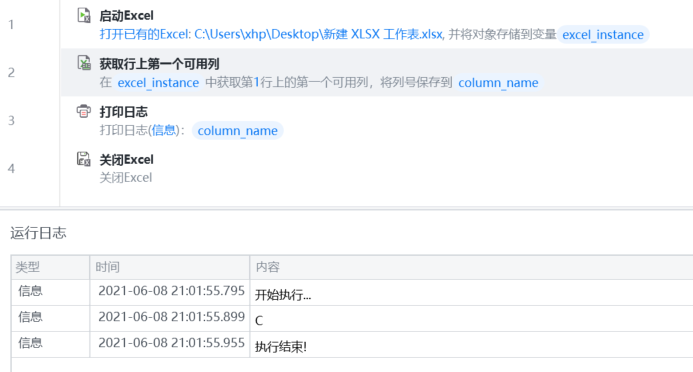 1
启动Excel
打开已有的Excel: C:\Users\xhp\Desktop\新建 XLSX 工作表.xlsx, 并将对象存储到变量 excel_instance
2
获取行上第一个可用列
在 excel_instance 中获取第1行上的第一个可用列，将列号保存到 column_name
3
打印日志
打印日志(信息)： column_name
4
关闭Excel
关闭Excel
运行日志
类型 时间 内容
信息 2021-06-08 21:01:55.795 开始执行...
信息 2021-06-08 21:01:55.899 C
信息 2021-06-08 21:01:55.955 执行结束!